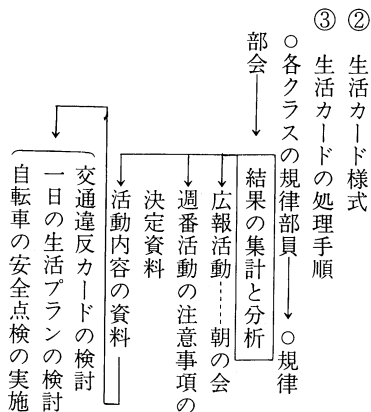 ② 生活カード様式
③ 生活カードの処理手順
○各クラスの規律部員→○規律
部会→結果の集計と分析
広報活動……朝の会
週番活動の注意事項の
決定資料
活動内容の資料
交通違反カードの検討
一日の生活プランの検討
自転車の安全点検の実施